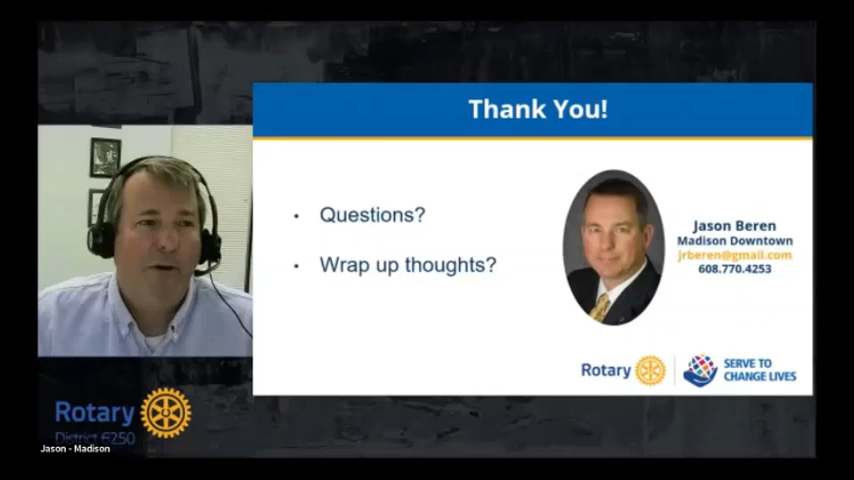 Thank You!
• Questions?
• Wrap up thoughts?
Jason Beren
Madison Downtown
jrberen@gmail.com
608.770.4253
Rotary
SERVE TO
CHANGE LIVES
Rotary
District 6250
Jason - Madison